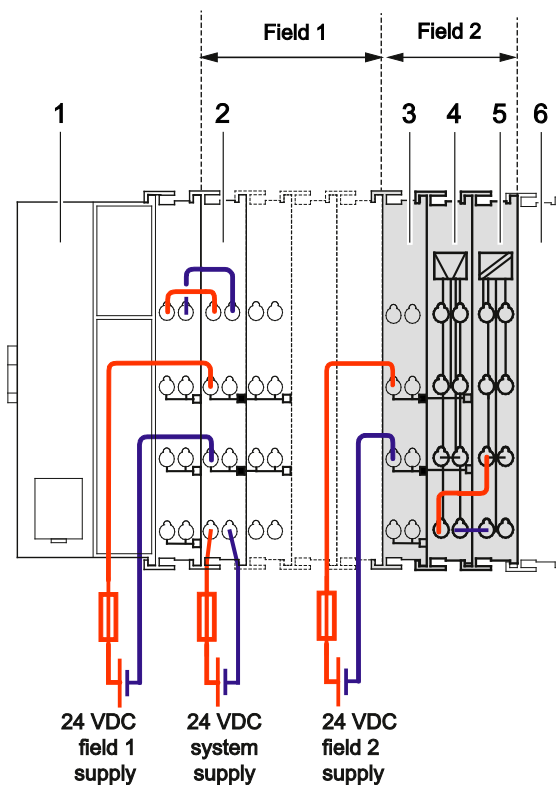 Field 1
Field 2
1
2
3
4
5
6
24 VDC
field 1
supply
24 VDC
system
supply
24 VDC
field 2
supply